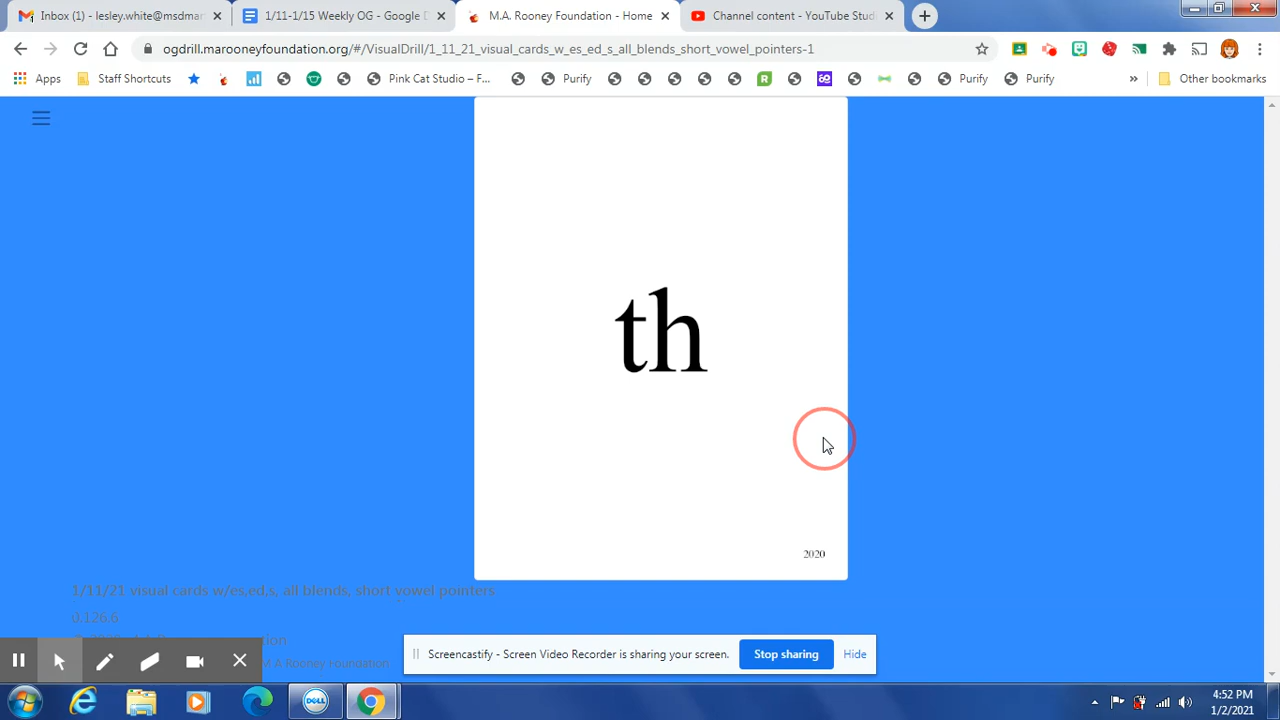 Inbox (1) - lesley.white@msdmar
1/11-1/15 Weekly OG - Google D
M.A. Rooney Foundation - Home
Channel content - YouTube Stud
ogdrill.marooneyfoundation.org/#/VisualDrill/1_11_21_visual_cards_w_es_ed_s_all_blends_short_vowel_pointers-1
Apps
Staff Shortcuts
Pink Cat Studio – F...
Purify
Purify
Purify
Other bookmarks
th
2020
1/11/21 visual cards w/es,ed,s, all blends, short vowel pointers
0.126.6
M A Rooney Foundation
Screencastify - Screen Video Recorder is sharing your screen.
Stop sharing
Hide
DELL
4:52 PM
1/2/2021